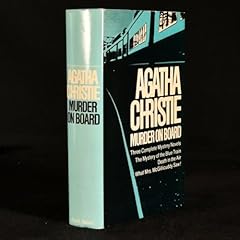 AGATHA
CHRISTIE
MURDER
ON BOARD
AGATHA
CHRISTIE
MURDER ON BOARD
Three Complete Mystery Novels
The Mystery of the Blue Train
Death in the Air
What Mrs. McGillicuddy Saw!